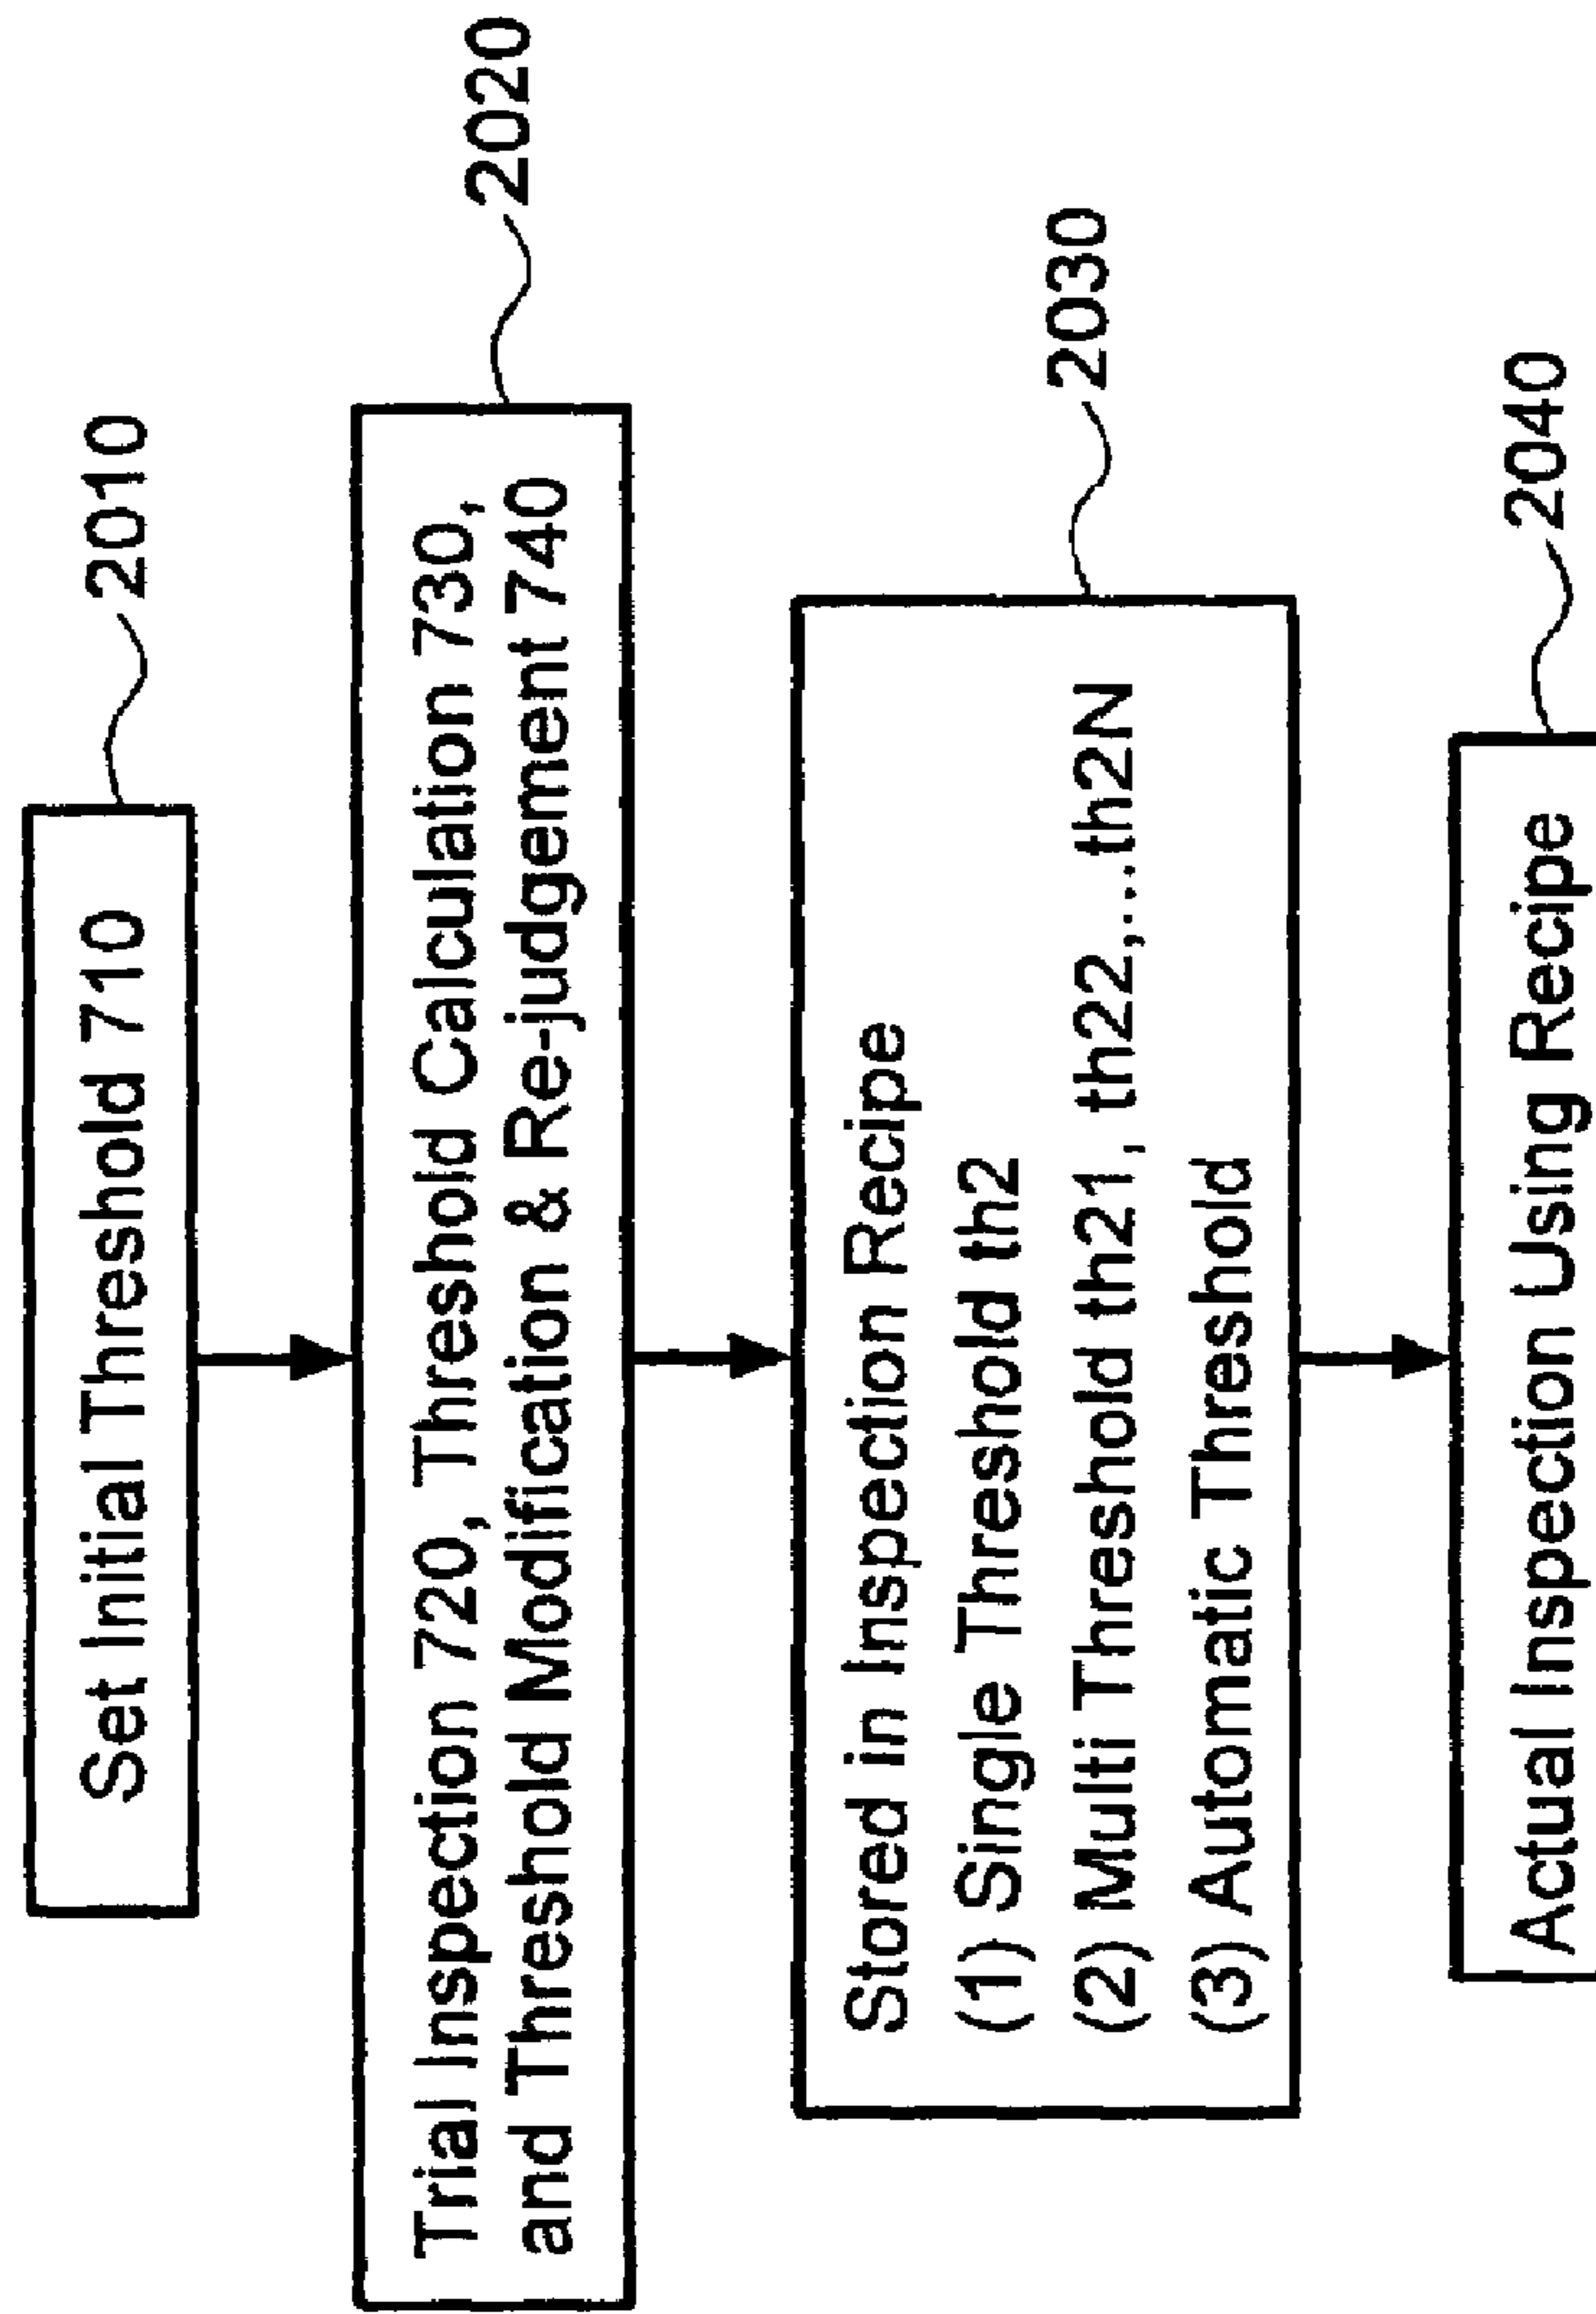 Set Initial Threshold 710
2010
Trial Inspection 720, Threshold Calculation 730,
and Threshold Modification & Re-judgement 740
2020
Stored in Inspection Recipe
(1) Single Threshold th2
(2) Multi Threshold th21, th22,...th2N
(3) Automatic Threshold
2030
Actual Inspection Using Recipe
2040